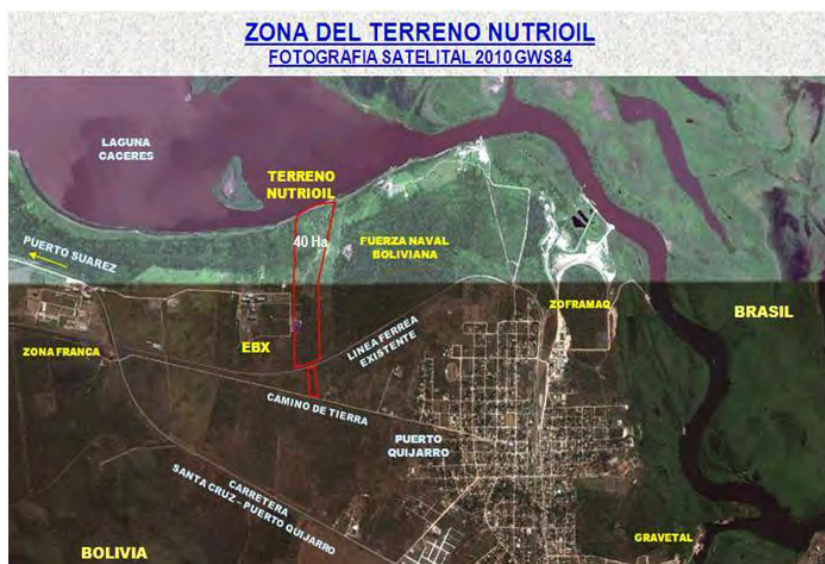 ZONA DEL TERRENO NUTRIOIL
FOTOGRAFIA SATELITAL 2010 GWS84
LAGUNA
CACERES
TERRENO
NUTRIOIL
40 Ha
FUERZA NAVAL
BOLIVIANA
PUERTO SUAREZ
ZOFRAMAQ
BRASIL
ZONA FRANCA
EBX
LINEA FERREA
EXISTENTE
CAMINO DE TIERRA
PUERTO
QUIJARRO
CARRETERA
SANTA CRUZ - PUERTO QUIJARRO
GRAVETAL
BOLIVIA